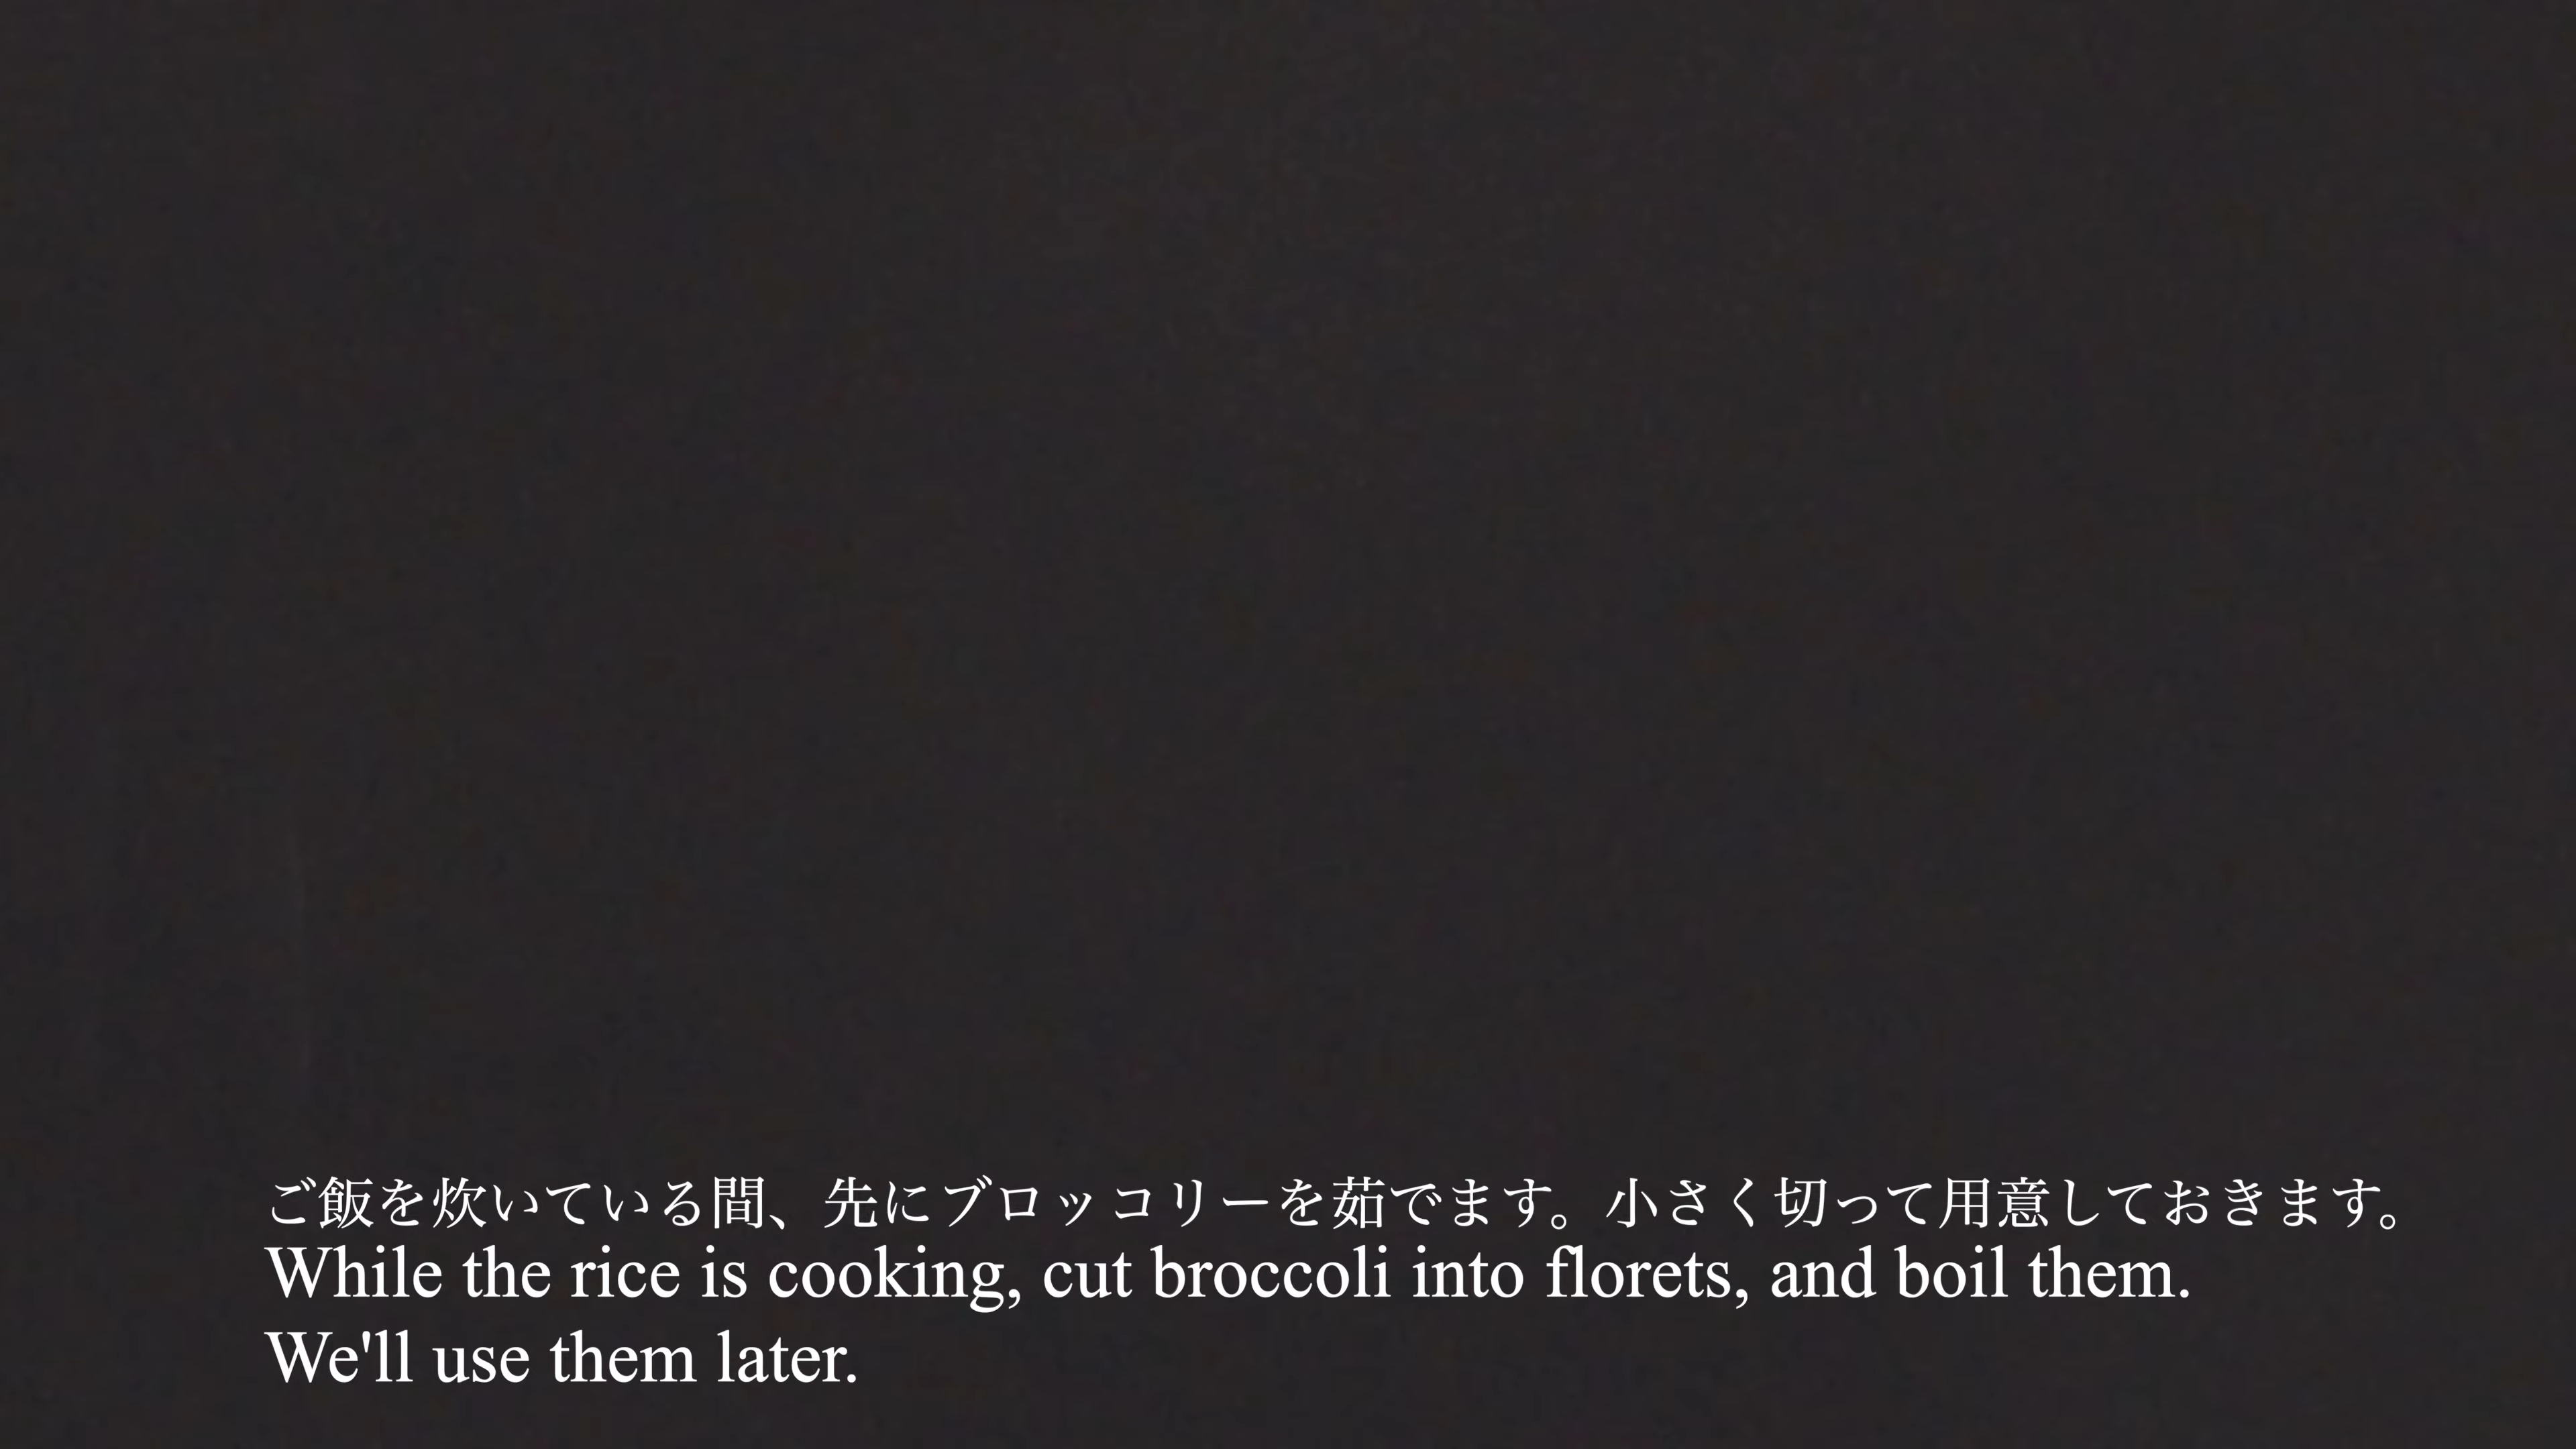 ご飯を炊いている間、先にブロッコリーを茹でます。小さく切って用意しておきます。
While the rice is cooking, cut broccoli into florets, and boil them.
We'll use them later.